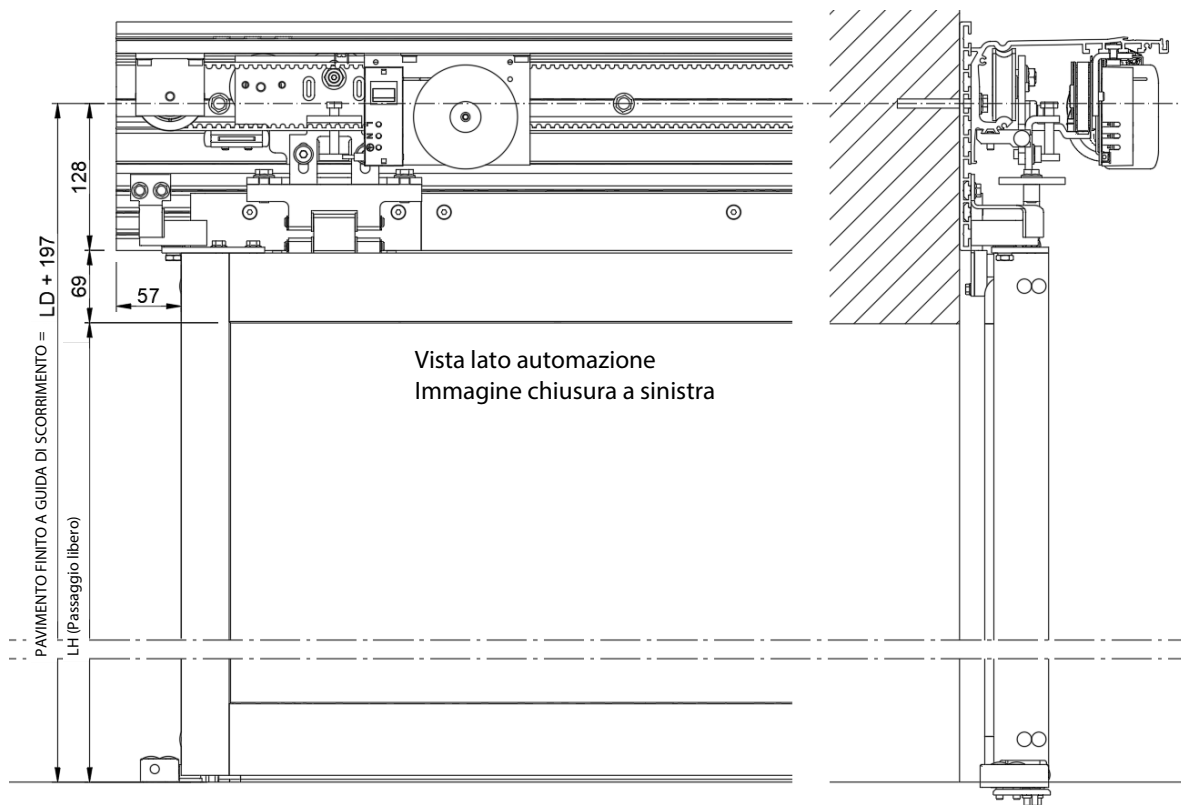 128
69
57
PAVIMENTO FINITO A GUIDA DI SCORRIMENTO = LD + 197
LH (Passaggio libero)
Vista lato automazione
Immagine chiusura a sinistra
L
N